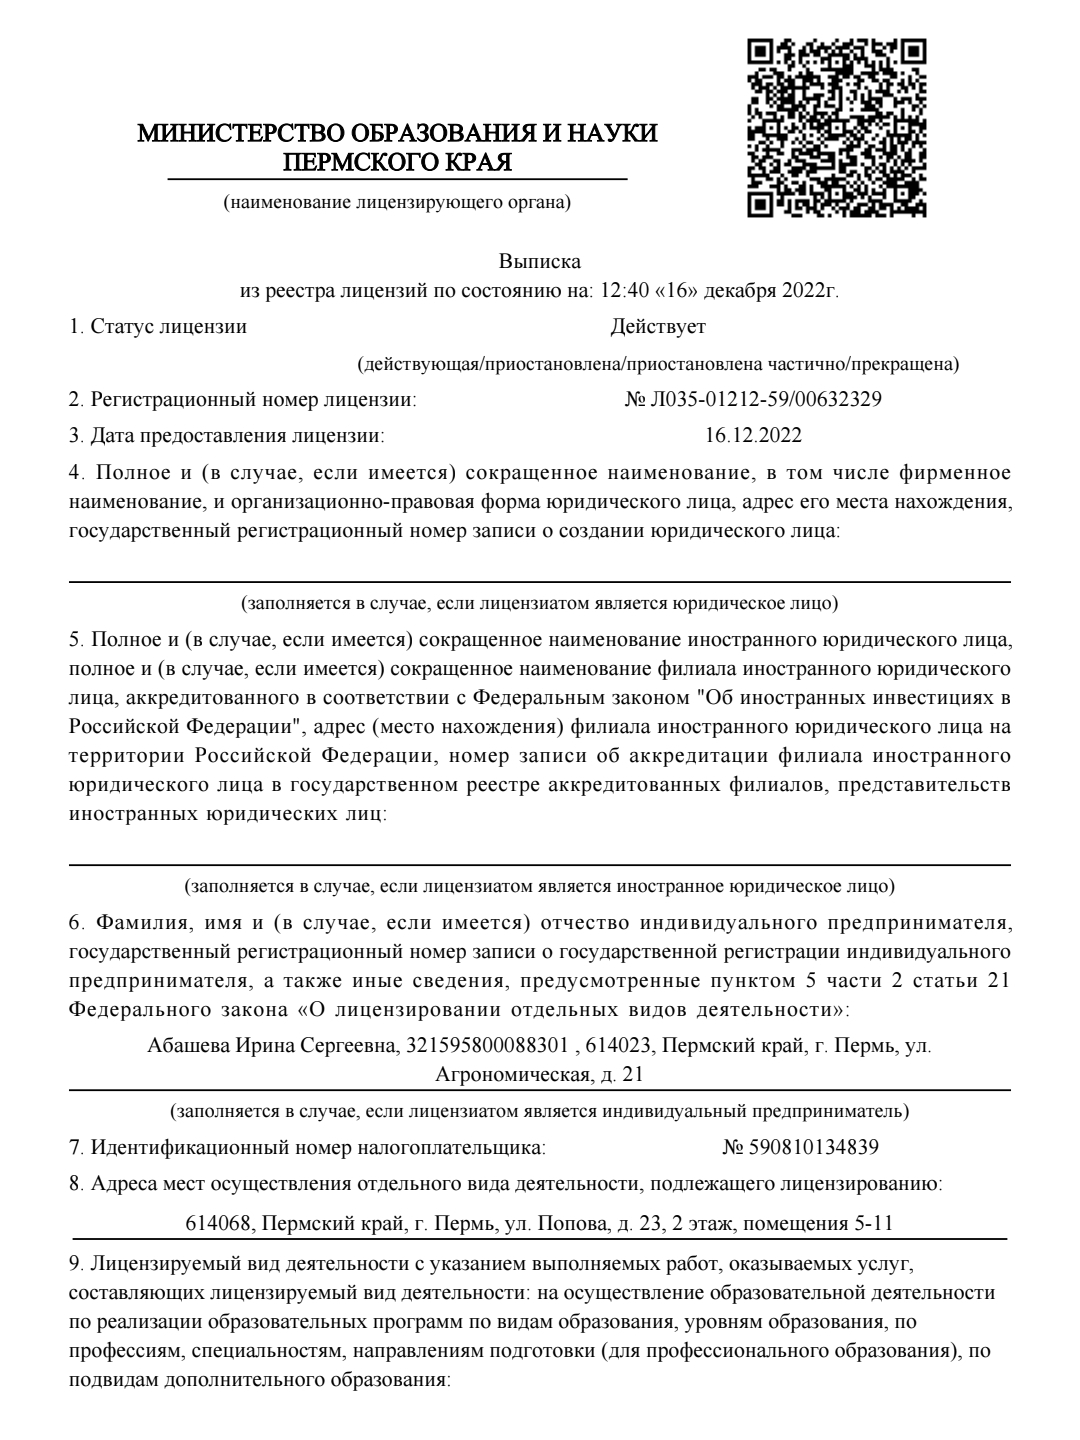 МИНИСТЕРСТВО ОБРАЗОВАНИЯ И НАУКИ
ПЕРМСКОГО КРАЯ
(наименование лицензирующего органа)
Выписка
из реестра лицензий по состоянию на: 12:40 «16» декабря 2022г.
1. Статус лицензии Действует
(действующая/приостановлена/приостановлена частично/прекращена)
2. Регистрационный номер лицензии: № Л035-01212-59/00632329
3. Дата предоставления лицензии: 16.12.2022
4. Полное и (в случае, если имеется) сокращенное наименование, в том числе фирменное
наименование, и организационно-правовая форма юридического лица, адрес его места нахождения,
государственный регистрационный номер записи о создании юридического лица:
(заполняется в случае, если лицензиатом является юридическое лицо)
5. Полное и (в случае, если имеется) сокращенное наименование иностранного юридического лица,
полное и (в случае, если имеется) сокращенное наименование филиала иностранного юридического
лица, аккредитованного в соответствии с Федеральным законом "Об иностранных инвестициях в
Российской Федерации", адрес (место нахождения) филиала иностранного юридического лица на
территории Российской Федерации, номер записи об аккредитации филиала иностранного
юридического лица в государственном реестре аккредитованных филиалов, представительств
иностранных юридических лиц:
(заполняется в случае, если лицензиатом является иностранное юридическое лицо)
6. Фамилия, имя и (в случае, если имеется) отчество индивидуального предпринимателя,
государственный регистрационный номер записи о государственной регистрации индивидуального
предпринимателя, а также иные сведения, предусмотренные пунктом 5 части 2 статьи 21
Федерального закона «О лицензировании отдельных видов деятельности»:
Абашева Ирина Сергеевна, 321595800088301 , 614023, Пермский край, г. Пермь, ул.
Агрономическая, д. 21
(заполняется в случае, если лицензиатом является индивидуальный предприниматель)
7. Идентификационный номер налогоплательщика: № 590810134839
8. Адреса мест осуществления отдельного вида деятельности, подлежащего лицензированию:
614068, Пермский край, г. Пермь, ул. Попова, д. 23, 2 этаж, помещения 5-11
9. Лицензируемый вид деятельности с указанием выполняемых работ, оказываемых услуг,
составляющих лицензируемый вид деятельности: на осуществление образовательной деятельности
по реализации образовательных программ по видам образования, уровням образования, по
профессиям, специальностям, направлениям подготовки (для профессионального образования), по
подвидам дополнительного образования: